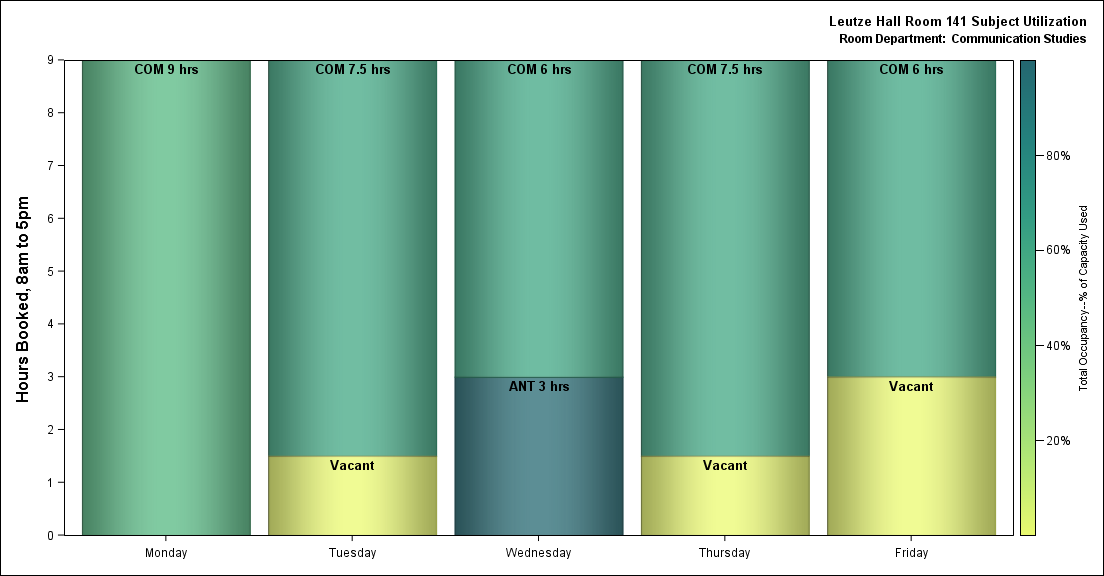 Leutze Hall Room 141 Subject Utilization
Room Department: Communication Studies
Hours Booked, 8am to 5pm
9
8
7
6
5
4
3
2
1
0
COM 9 hrs
COM 7.5 hrs
Vacant
COM 6 hrs
ANT 3 hrs
COM 7.5 hrs
Vacant
COM 6 hrs
Vacant
Monday
Tuesday
Wednesday
Thursday
Friday
80%
60%
40%
20%
Total Occupancy--% of Capacity Used